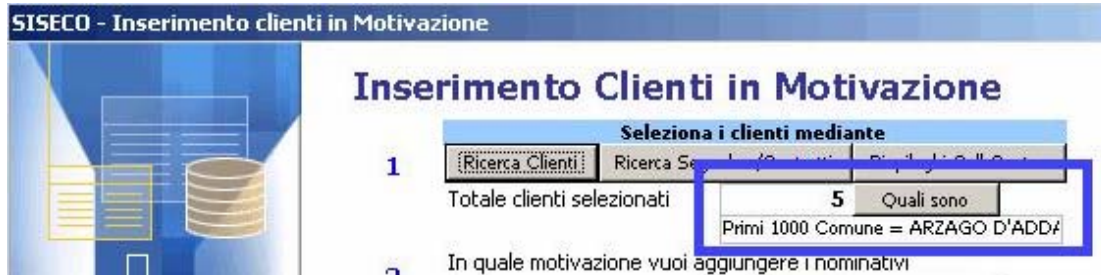 SISECO - Inserimento clienti in Motivazione
Inserimento Clienti in Motivazione
Seleziona i clienti mediante
1 Ricerca Clienti Ricerca
Totale clienti selezionati 5 Quali sono
Primi 1000 Comune = ARZAGO D'ADDA
In quale motivazione vuoi aggiungere i nominativi